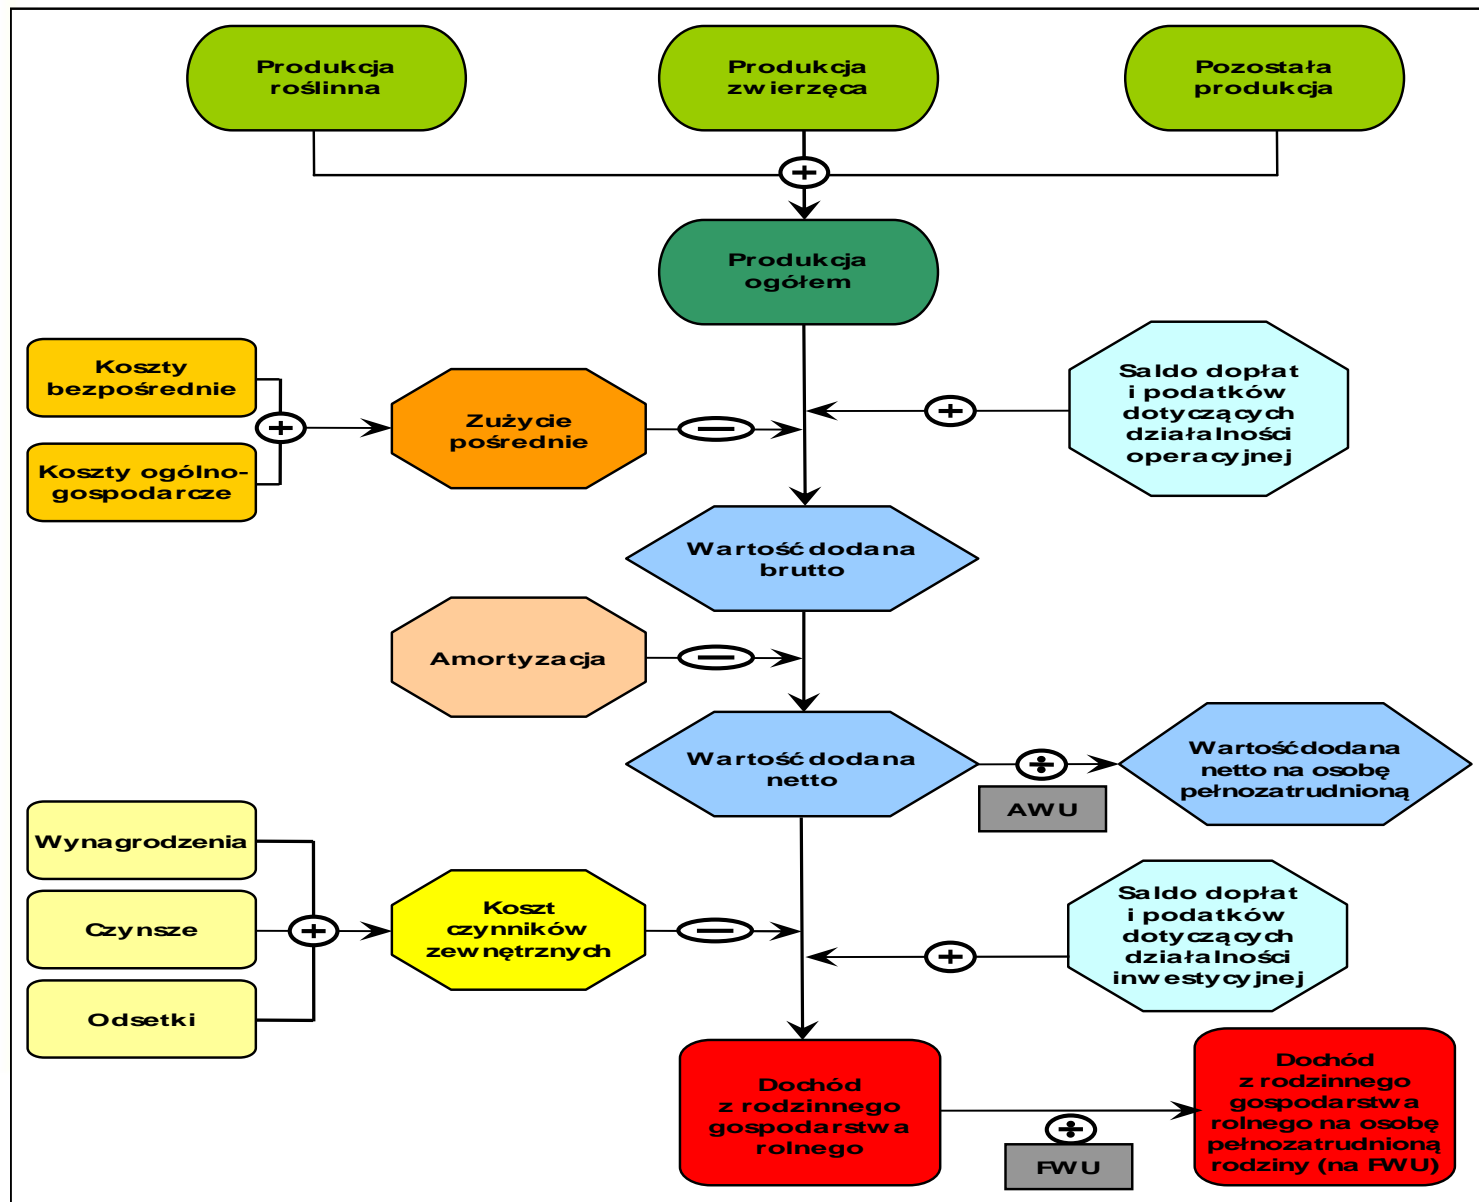 Produkcja
roślinna
Produkcja
zwierzęca
Pozostała
produkcja
Produkcja
ogółem
Koszty
bezpośrednie
Koszty ogólno-
gospodarcze
Zużycie
pośrednie
Saldo dopłat
i podatków
dotyczących
działalności
operacyjnej
Wartość dodana
brutto
Amortyzacja
Wartość dodana
netto
AWU
Wartość dodana
netto na osobę
pełnozatrudnioną
Wynagrodzenia
Czynsze
Odsetki
Koszt
czynników
zewnętrznych
Saldo dopłat
i podatków
dotyczących
działalności
inwestycyjnej
Dochód
z rodzinnego
gospodarstwa
rolnego
FWU
Dochód
z rodzinnego
gospodarstwa
rolnego na osobę
pełnozatrudnioną
rodziny (na FWU)